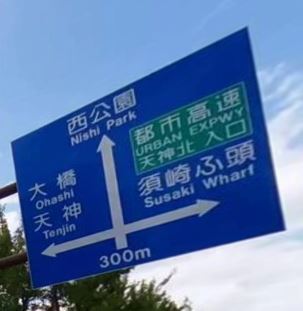 西公園
Nishi Park
都市高速
URBAN EXPWY
天神北 入口
大橋
Ohashi
天神
Tenjin
須崎ふ頭
Susaki Wharf
300m